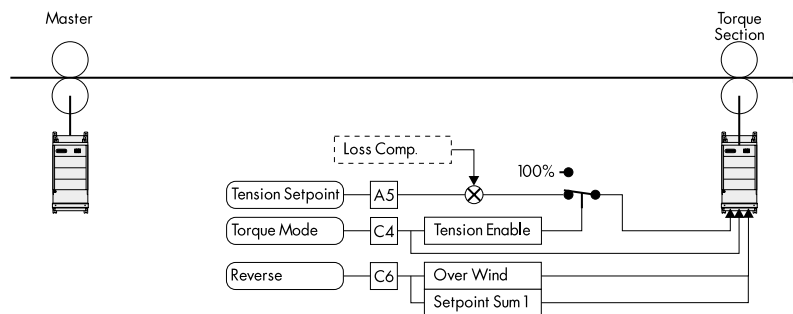 Master
Torque
Section
Loss Comp.
100%
Tension Setpoint
A5
Torque Mode
C4
Tension Enable
Reverse
C6
Over Wind
Setpoint Sum 1